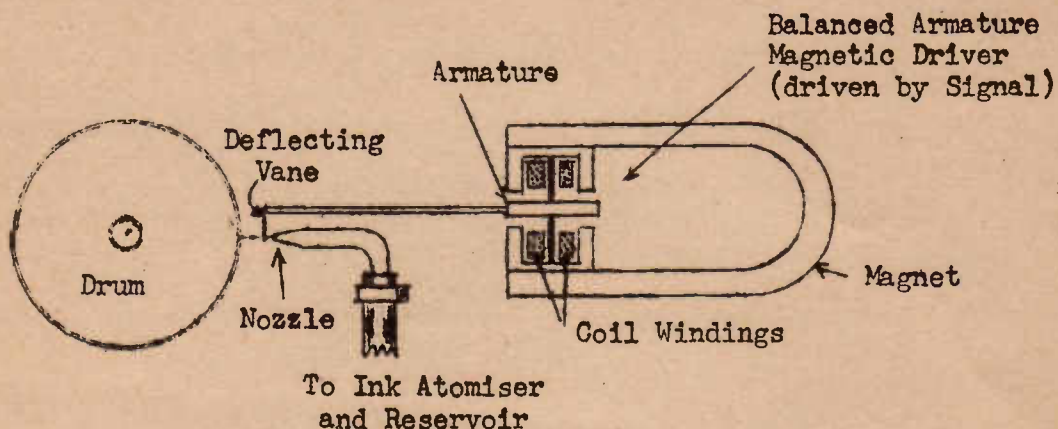 Balanced Armature
Magnetic Driver
(driven by Signal)
Armature
Deflecting
Vane
Drum
Nozzle
Magnet
Coil Windings
To Ink Atomiser
and Reservoir